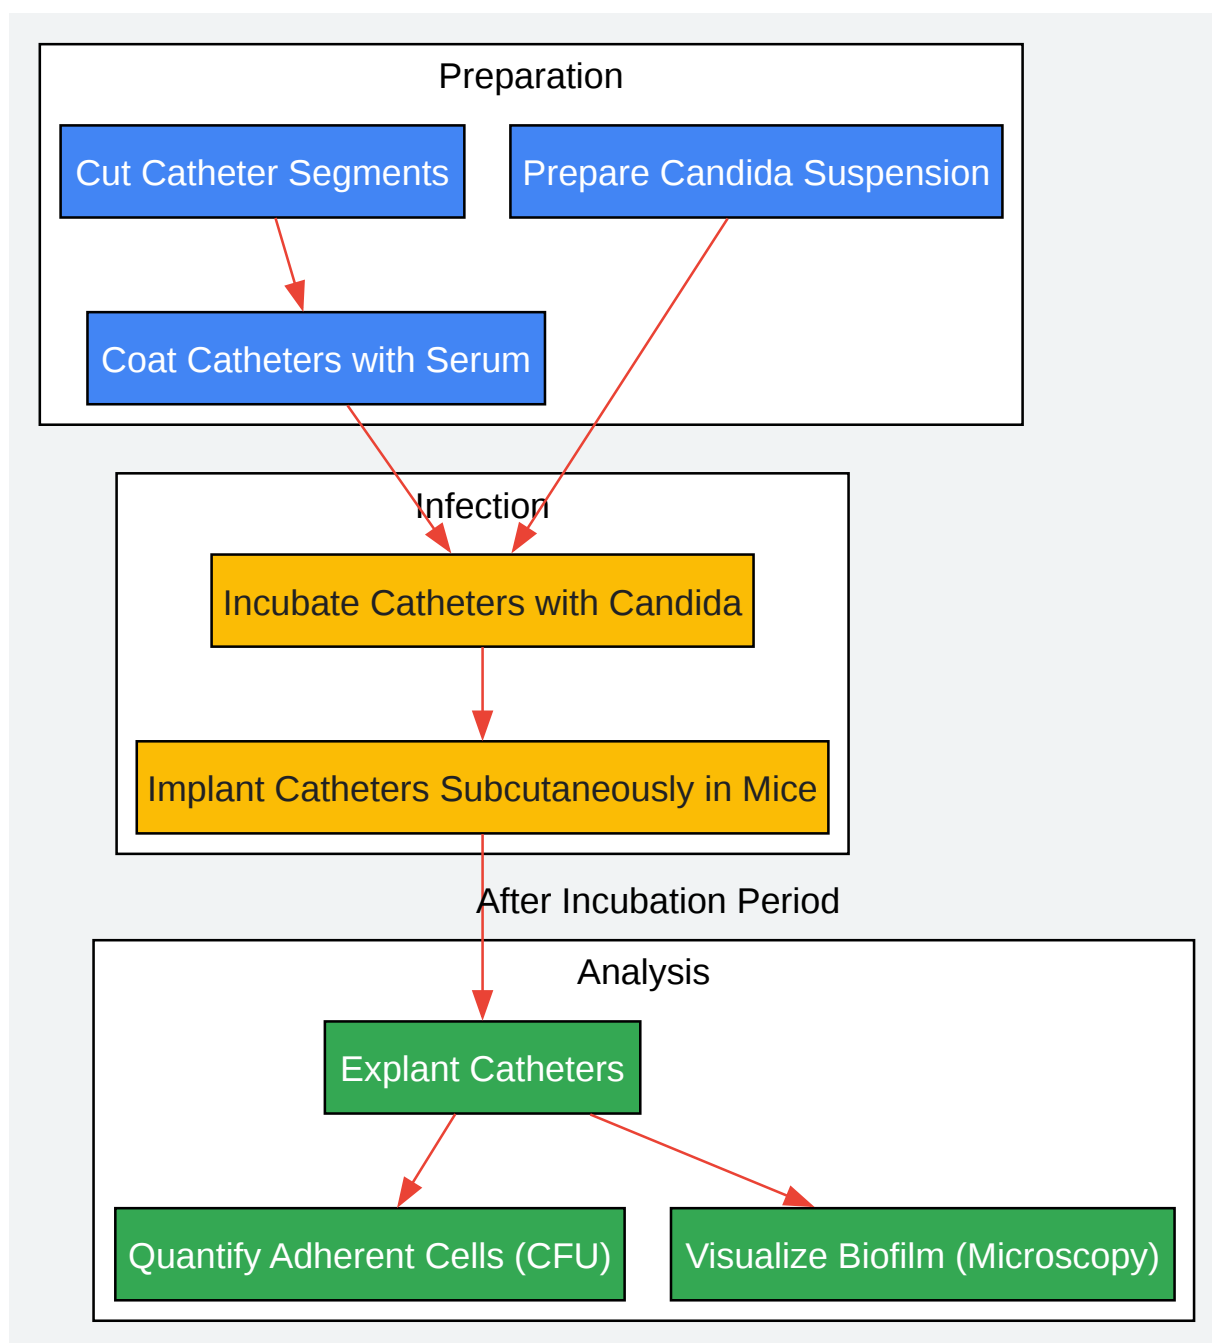 Preparation
Cut Catheter Segments
Prepare Candida Suspension
Coat Catheters with Serum
Infection
Incubate Catheters with Candida
Implant Catheters Subcutaneously in Mice
After Incubation Period
Analysis
Explant Catheters
Quantify Adherent Cells (CFU)
Visualize Biofilm (Microscopy)